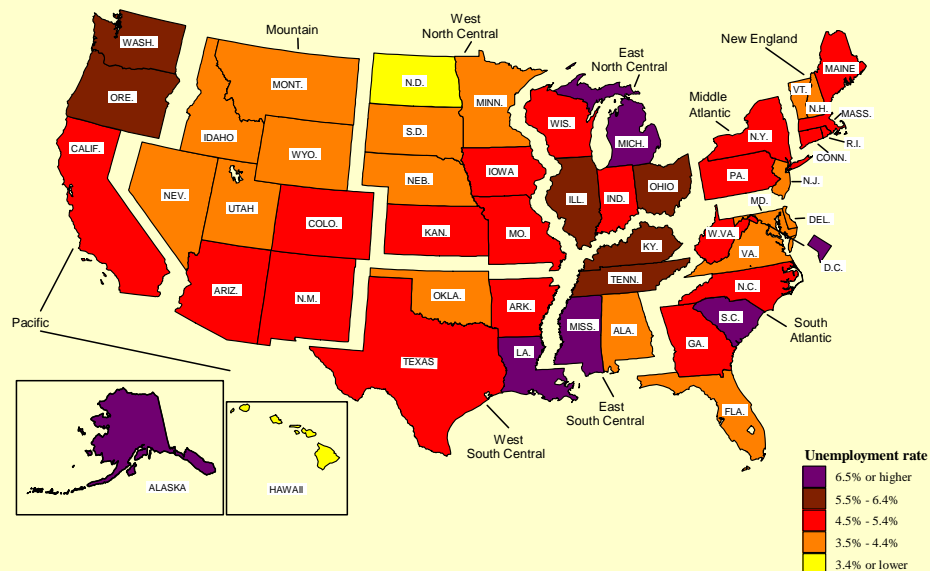 West
North Central
Mountain
New England
East
North Central
Middle
Atlantic
WASH.
ORE.
CALIF.
IDAHO
MONT.
WYO.
NEV.
UTAH
COLO.
ARIZ.
N.M.
N.D.
S.D.
NEB.
KAN.
MINN.
IOWA
MO.
OKLA.
TEXAS
ARK.
LA.
WIS.
MICH.
ILL.
IND.
OHIO
KY.
TENN.
MISS.
ALA.
MAINE
VT.
N.H.
MASS.
R.I.
CONN.
N.Y.
PA.
N.J.
MD.
DEL.
D.C.
W.VA.
VA.
N.C.
S.C.
GA.
FLA.
Pacific
South
Atlantic
East
South Central
West
South Central
ALASKA
HAWAII
Unemployment rate
6.5% or higher
5.5% - 6.4%
4.5% - 5.4%
3.5% - 4.4%
3.4% or lower